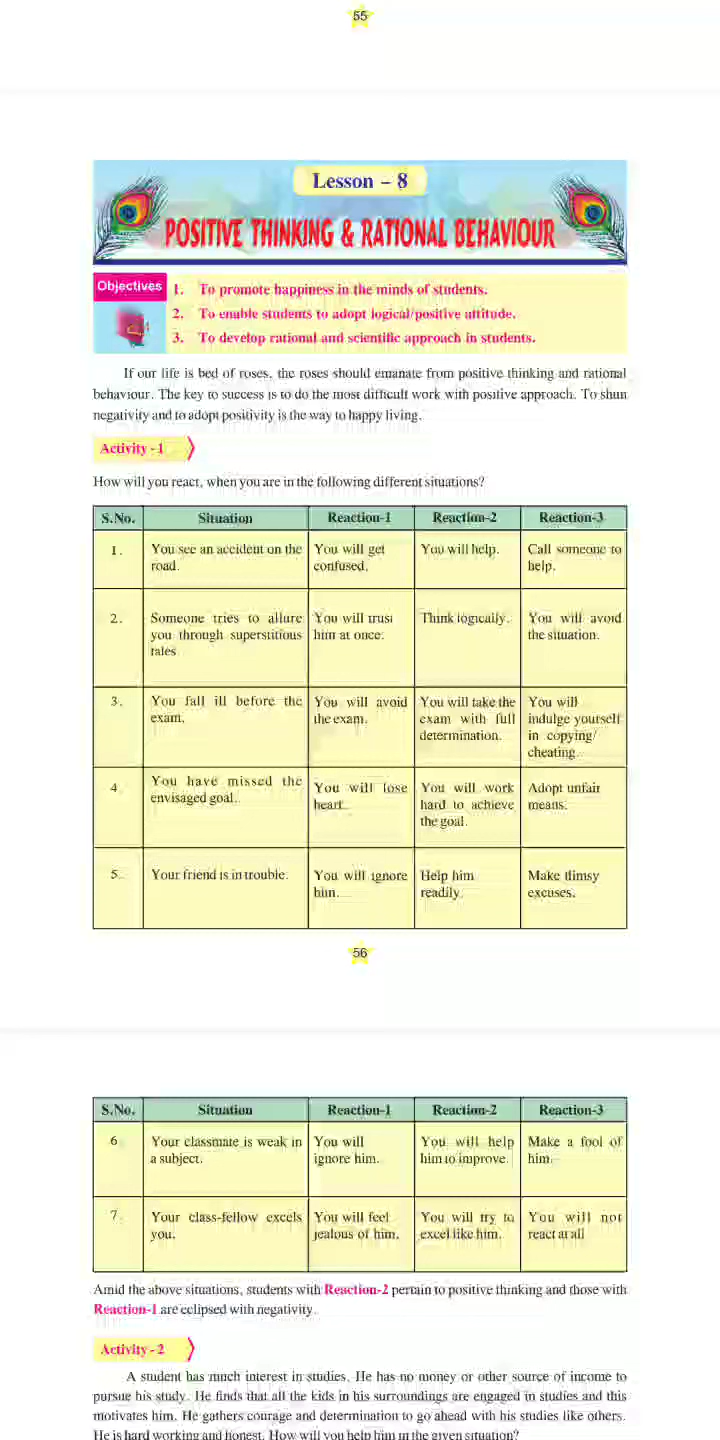 55
Lesson – 8
POSITIVE THINKING & RATIONAL BEHAVIOUR
Objectives
1. To promote happiness in the minds of students.
2. To enable students to adopt logical/positive attitude.
3. To develop rational and scientific approach in students.
If our life is bed of roses, the roses should emanate from positive thinking and rational
behaviour. The key to success is to do the most difficult work with positive approach. To shun
negativity and to adopt positivity is the way to happy living.
Activity - 1
How will you react, when you are in the following different situations?
S.No. Situation Reaction-1 Reaction-2 Reaction-3
1. You see an accident on the You will get You will help. Call someone to
road. confused. help.
2. Someone tries to allure You will trust Think logically. You will avoid
you through superstitious him at once. the situation.
tales
3. You fall ill before the You will avoid You will take the You will
exam. the exam. exam with full indulge yourself
determination. in copying/
cheating.
4. You have missed the You will lose You will work Adopt unfair
envisaged goal. heart. hard to achieve means.
the goal.
5. Your friend is in trouble. You will ignore Help him Make flimsy
him. readily. excuses.
56
S.No. Situation Reaction-1 Reaction-2 Reaction-3
6. Your classmate is weak in You will You will help Make a fool of
a subject. ignore him. him to improve. him.
7. Your class-fellow excels You will feel You will try to You will not
you. jealous of him. excel like him. react at all
Amid the above situations, students with Reaction-2 pertain to positive thinking and those with
Reaction-1 are eclipsed with negativity.
Activity - 2
A student has much interest in studies. He has no money or other source of income to
pursue his study. He finds that all the kids in his surroundings are engaged in studies and this
motivates him. He gathers courage and determination to go ahead with his studies like others.
He is hard working and honest. How will you help him in the given situation?